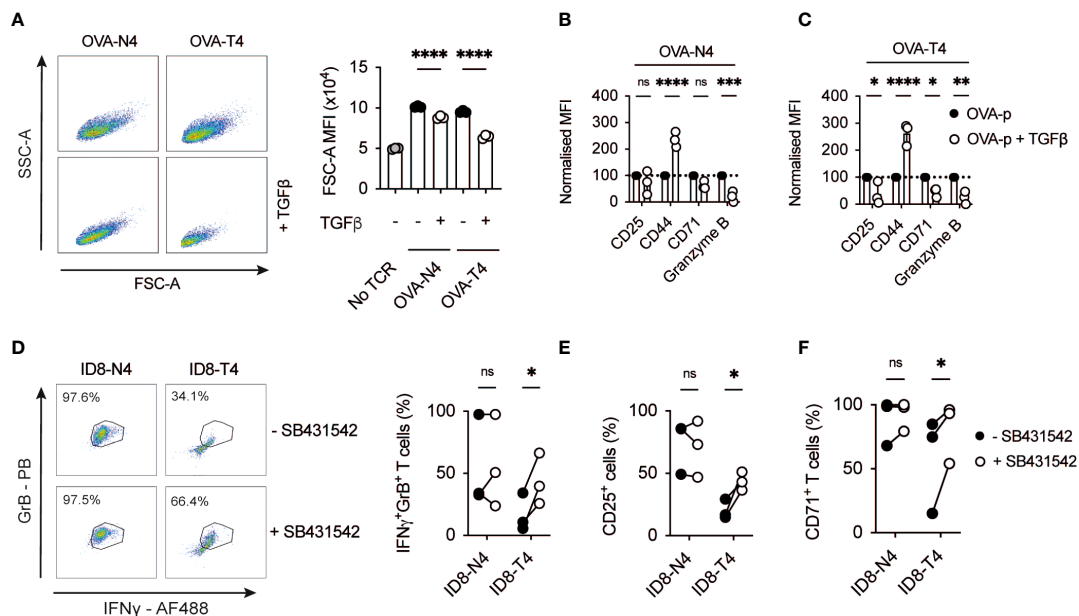 A
OVA-N4 OVA-T4
SSC-A
FSC-A
+ TGFβ
FSC-A MFI (x10⁴)
15
10
5
0
**** ****
TGFβ - - + - +
No TCR
OVA-N4
OVA-T4
B
OVA-N4
ns **** ns ***
Normalised MFI
400
300
200
100
0
CD25
CD44
CD71
Granzyme B
C
OVA-T4
* **** * **
Normalised MFI
400
300
200
100
0
CD25
CD44
CD71
Granzyme B
OVA-p
OVA-p + TGFβ
D
ID8-N4 ID8-T4
97.6% 34.1%
- SB431542
97.5% 66.4%
+ SB431542
GrB - PB
IFNγ - AF488
IFNγ⁺GrB⁺ T cells (%)
ns *
100
50
0
ID8-N4
ID8-T4
E
CD25⁺ cells (%)
ns *
100
50
0
ID8-N4
ID8-T4
F
CD71⁺ T cells (%)
ns *
100
50
0
ID8-N4
ID8-T4
- SB431542
+ SB431542